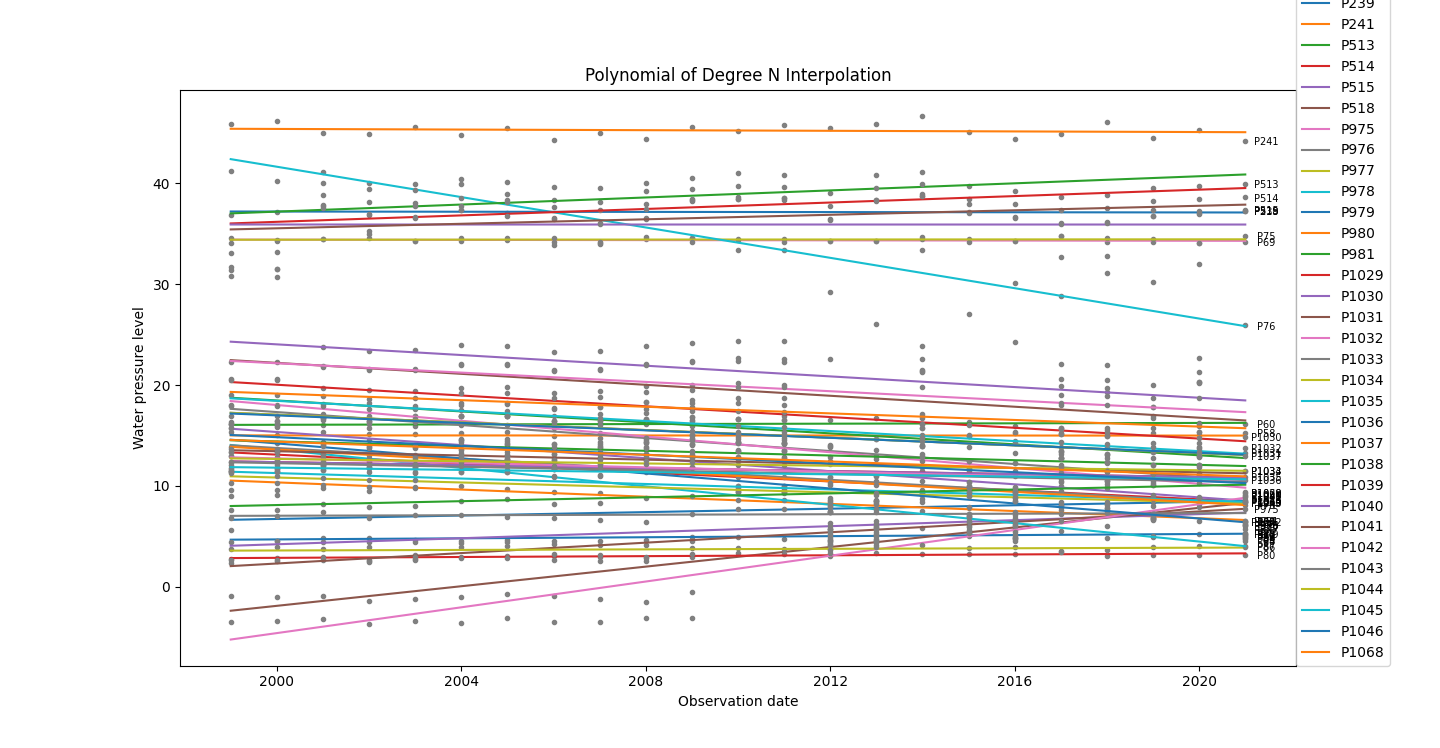 Polynomial of Degree N Interpolation
Water pressure level
40
30
20
10
0
2000
2004
2008
2012
2016
2020
Observation date
P241
P513
P514
P75
P69
P76
P60
P1030
P1032
P1037
P975
P80
P239
P241
P513
P514
P515
P518
P975
P976
P977
P978
P979
P980
P981
P1029
P1030
P1031
P1032
P1033
P1034
P1035
P1036
P1037
P1038
P1039
P1040
P1041
P1042
P1043
P1044
P1045
P1046
P1068